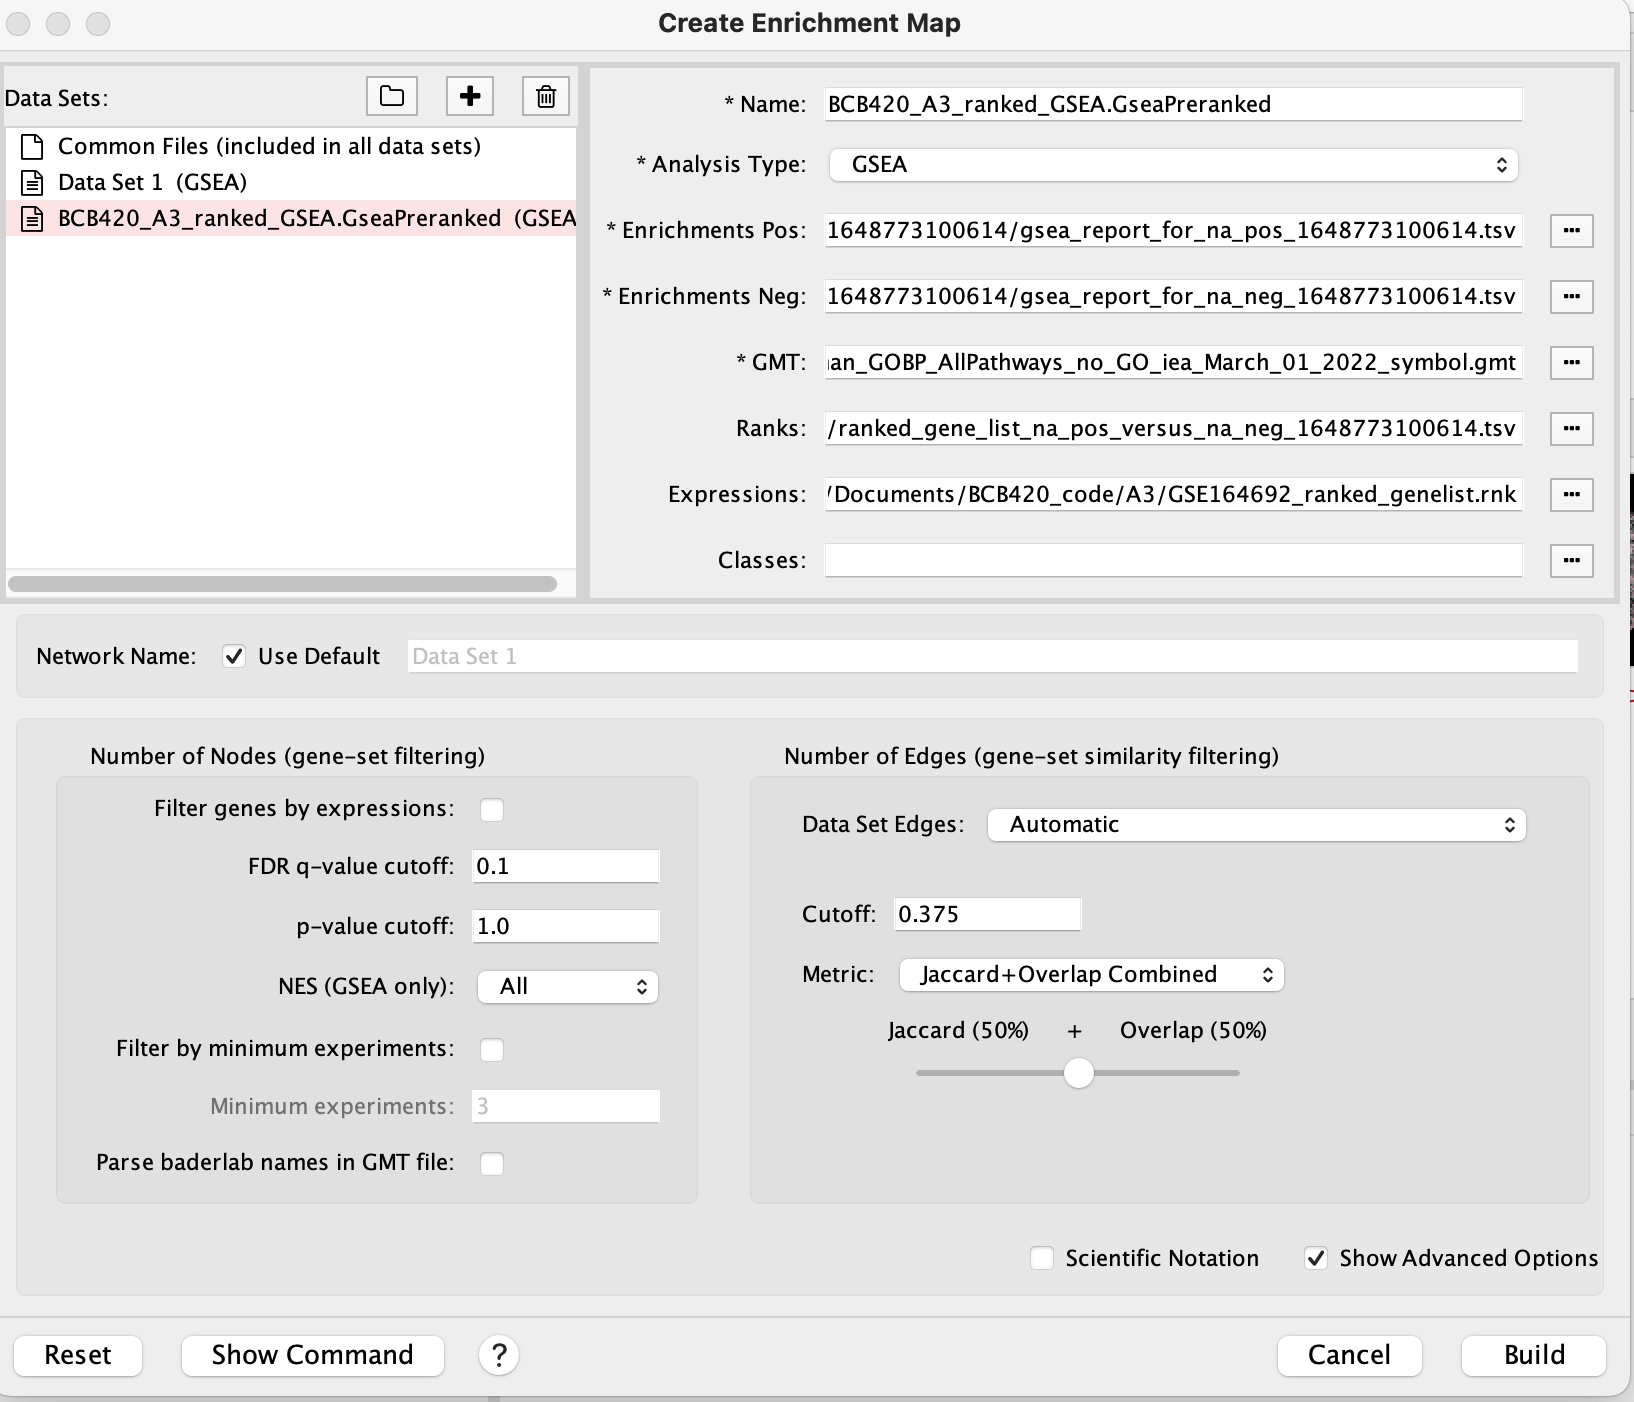 Create Enrichment Map
Data Sets:
Common Files (included in all data sets)
Data Set 1 (GSEA)
BCB420_A3_ranked_GSEA.GseaPreranked (GSEA
* Name: BCB420_A3_ranked_GSEA.GseaPreranked
* Analysis Type: GSEA
* Enrichments Pos: 1648773100614/gsea_report_for_na_pos_1648773100614.tsv ...
* Enrichments Neg: 1648773100614/gsea_report_for_na_neg_1648773100614.tsv ...
* GMT: an_GOBP_AllPathways_no_GO_iea_March_01_2022_symbol.gmt ...
Ranks: /ranked_gene_list_na_pos_versus_na_neg_1648773100614.tsv ...
Expressions: /Documents/BCB420_code/A3/GSE164692_ranked_genelist.rnk ...
Classes: ...
Network Name: Use Default Data Set 1
Number of Nodes (gene-set filtering)
Filter genes by expressions:
FDR q-value cutoff: 0.1
p-value cutoff: 1.0
NES (GSEA only): All
Filter by minimum experiments:
Minimum experiments: 3
Parse baderlab names in GMT file:
Number of Edges (gene-set similarity filtering)
Data Set Edges: Automatic
Cutoff: 0.375
Metric: Jaccard+Overlap Combined
Jaccard (50%) + Overlap (50%)
Scientific Notation Show Advanced Options
Reset Show Command ? Cancel Build